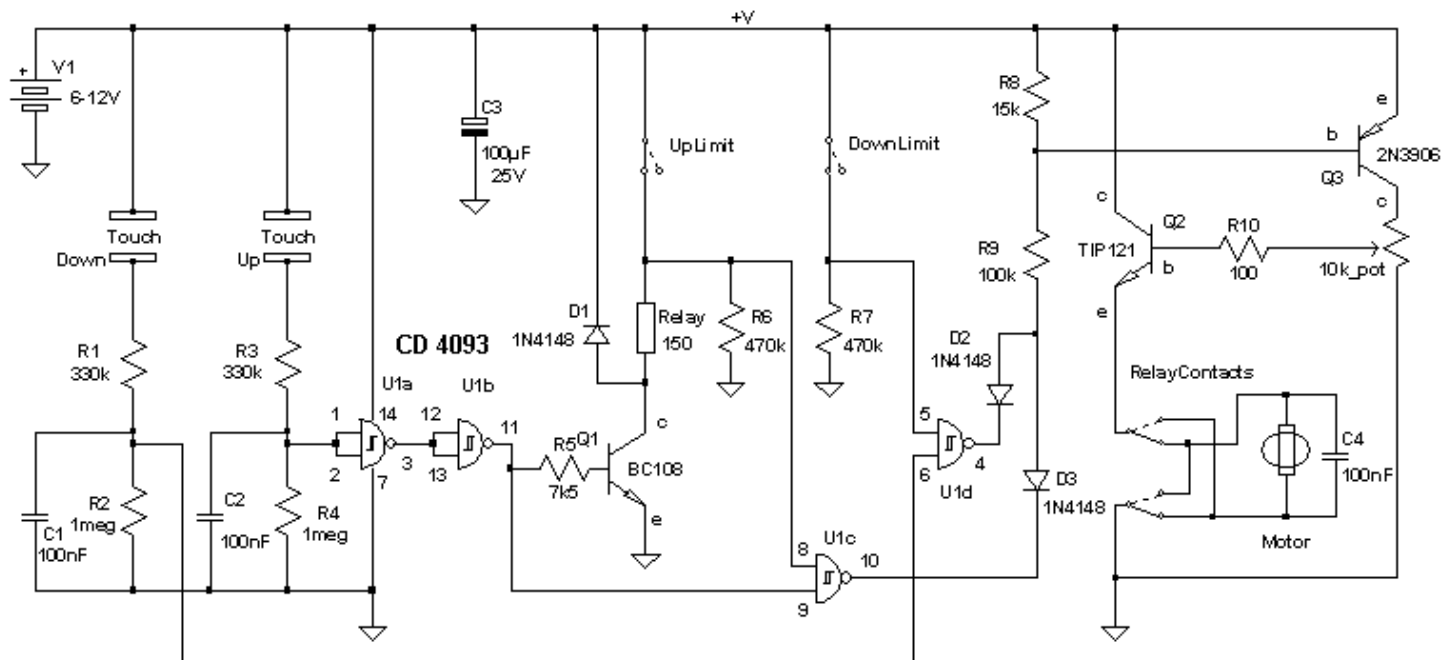 +V
+ V1
6-12V
C3
100µF
25V
UpLimit
DownLimit
R8
15k
e
b
2N3906
Q3
c
Touch
Down
Touch
Up
c
Q2
TIP121
b
e
R10
100
10k_pot
R9
100k
R1
330k
R3
330k
CD 4093
D1
1N4148
Relay
150
R6
470k
R7
470k
D2
1N4148
RelayContacts
U1a
1
2
14
3
7
U1b
12
13
11
R5
7k5
Q1
c
BC108
e
5
6
4
U1d
D3
1N4148
C4
100nF
Motor
C1
100nF
R2
1meg
C2
100nF
R4
1meg
U1c
8
9
10